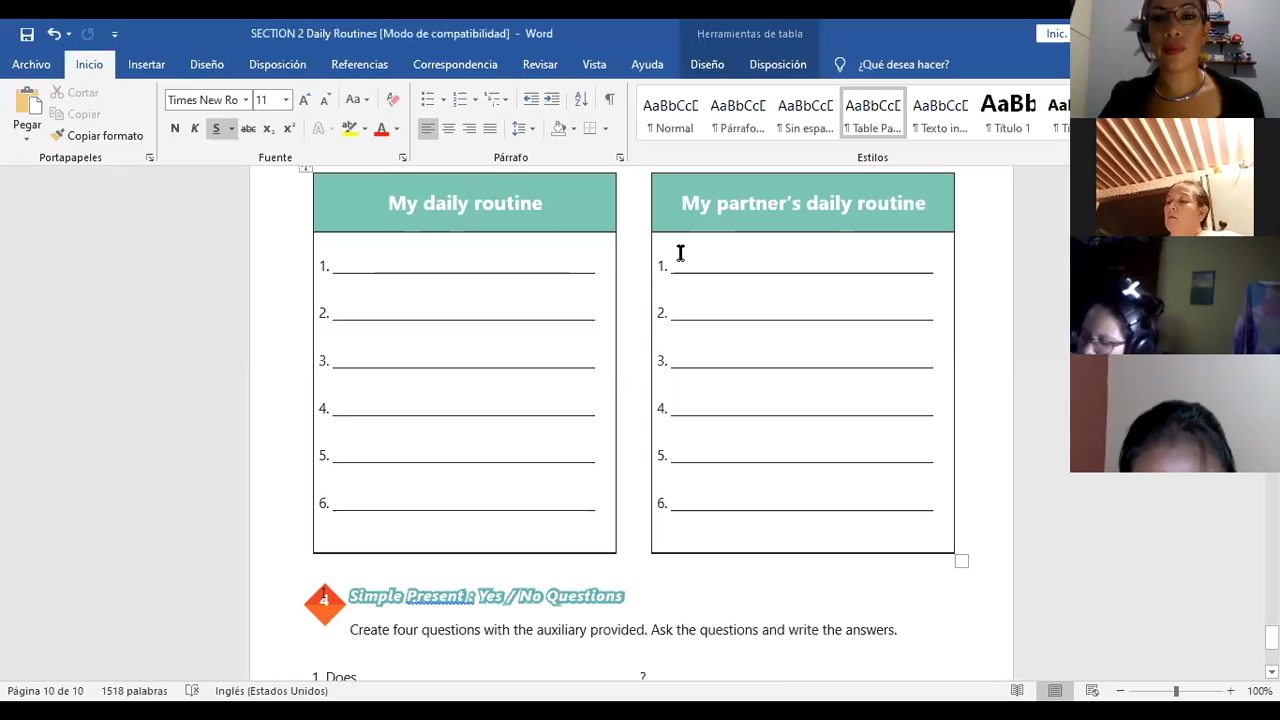 SECTION 2 Daily Routines [Modo de compatibilidad] - Word
Herramientas de tabla
Inic.
Archivo Inicio Insertar Diseño Disposición Referencias Correspondencia Revisar Vista Ayuda Diseño Disposición ¿Qué desea hacer?
Pegar
Cortar
Copiar
Copiar formato
Portapapeles
Times New Ro 11
N S abc x₂ x²
Fuente
Párrafo
AaBbCcD AaBbCcD AaBbCcD AaBbCcD AaBbCcD AaBb
¶ Normal ¶ Párrafo... ¶ Sin espa... ¶ Table Pa... ¶ Texto in... ¶ Título 1
Estilos
My daily routine
1.
2.
3.
4.
5.
6.
My partner's daily routine
1.
2.
3.
4.
5.
6.
4 Simple Present : Yes / No Questions
Create four questions with the auxiliary provided. Ask the questions and write the answers.
1. Does ?
Página 10 de 10 1518 palabras Inglés (Estados Unidos) 100%